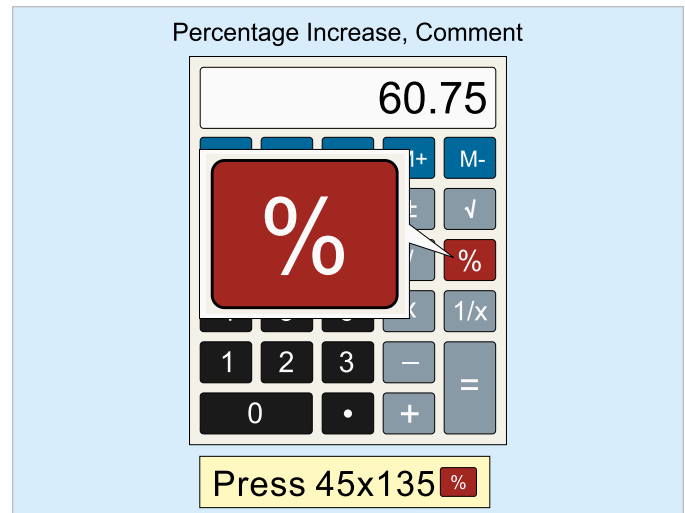 Percentage Increase, Comment
60.75
M+ M-
√
%
% 
1/x
1 2 3 −
=
0 • +
Press 45x135 %